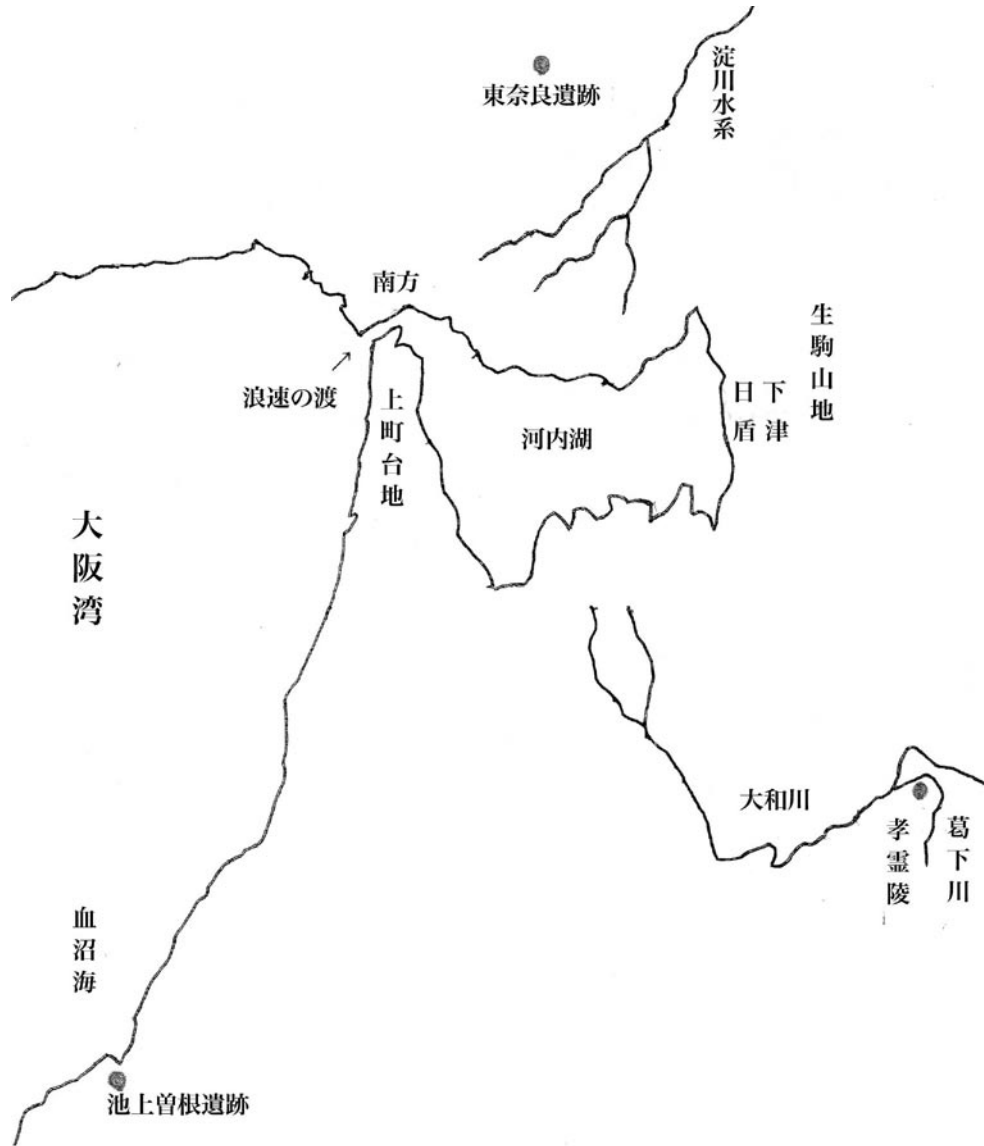 東奈良遺跡
淀川水系
南方
浪速の渡
上町台地
河内湖
生駒山地
日下
盾津
大阪湾
大和川
孝霊陵
葛下川
血沼海
池上曽根遺跡